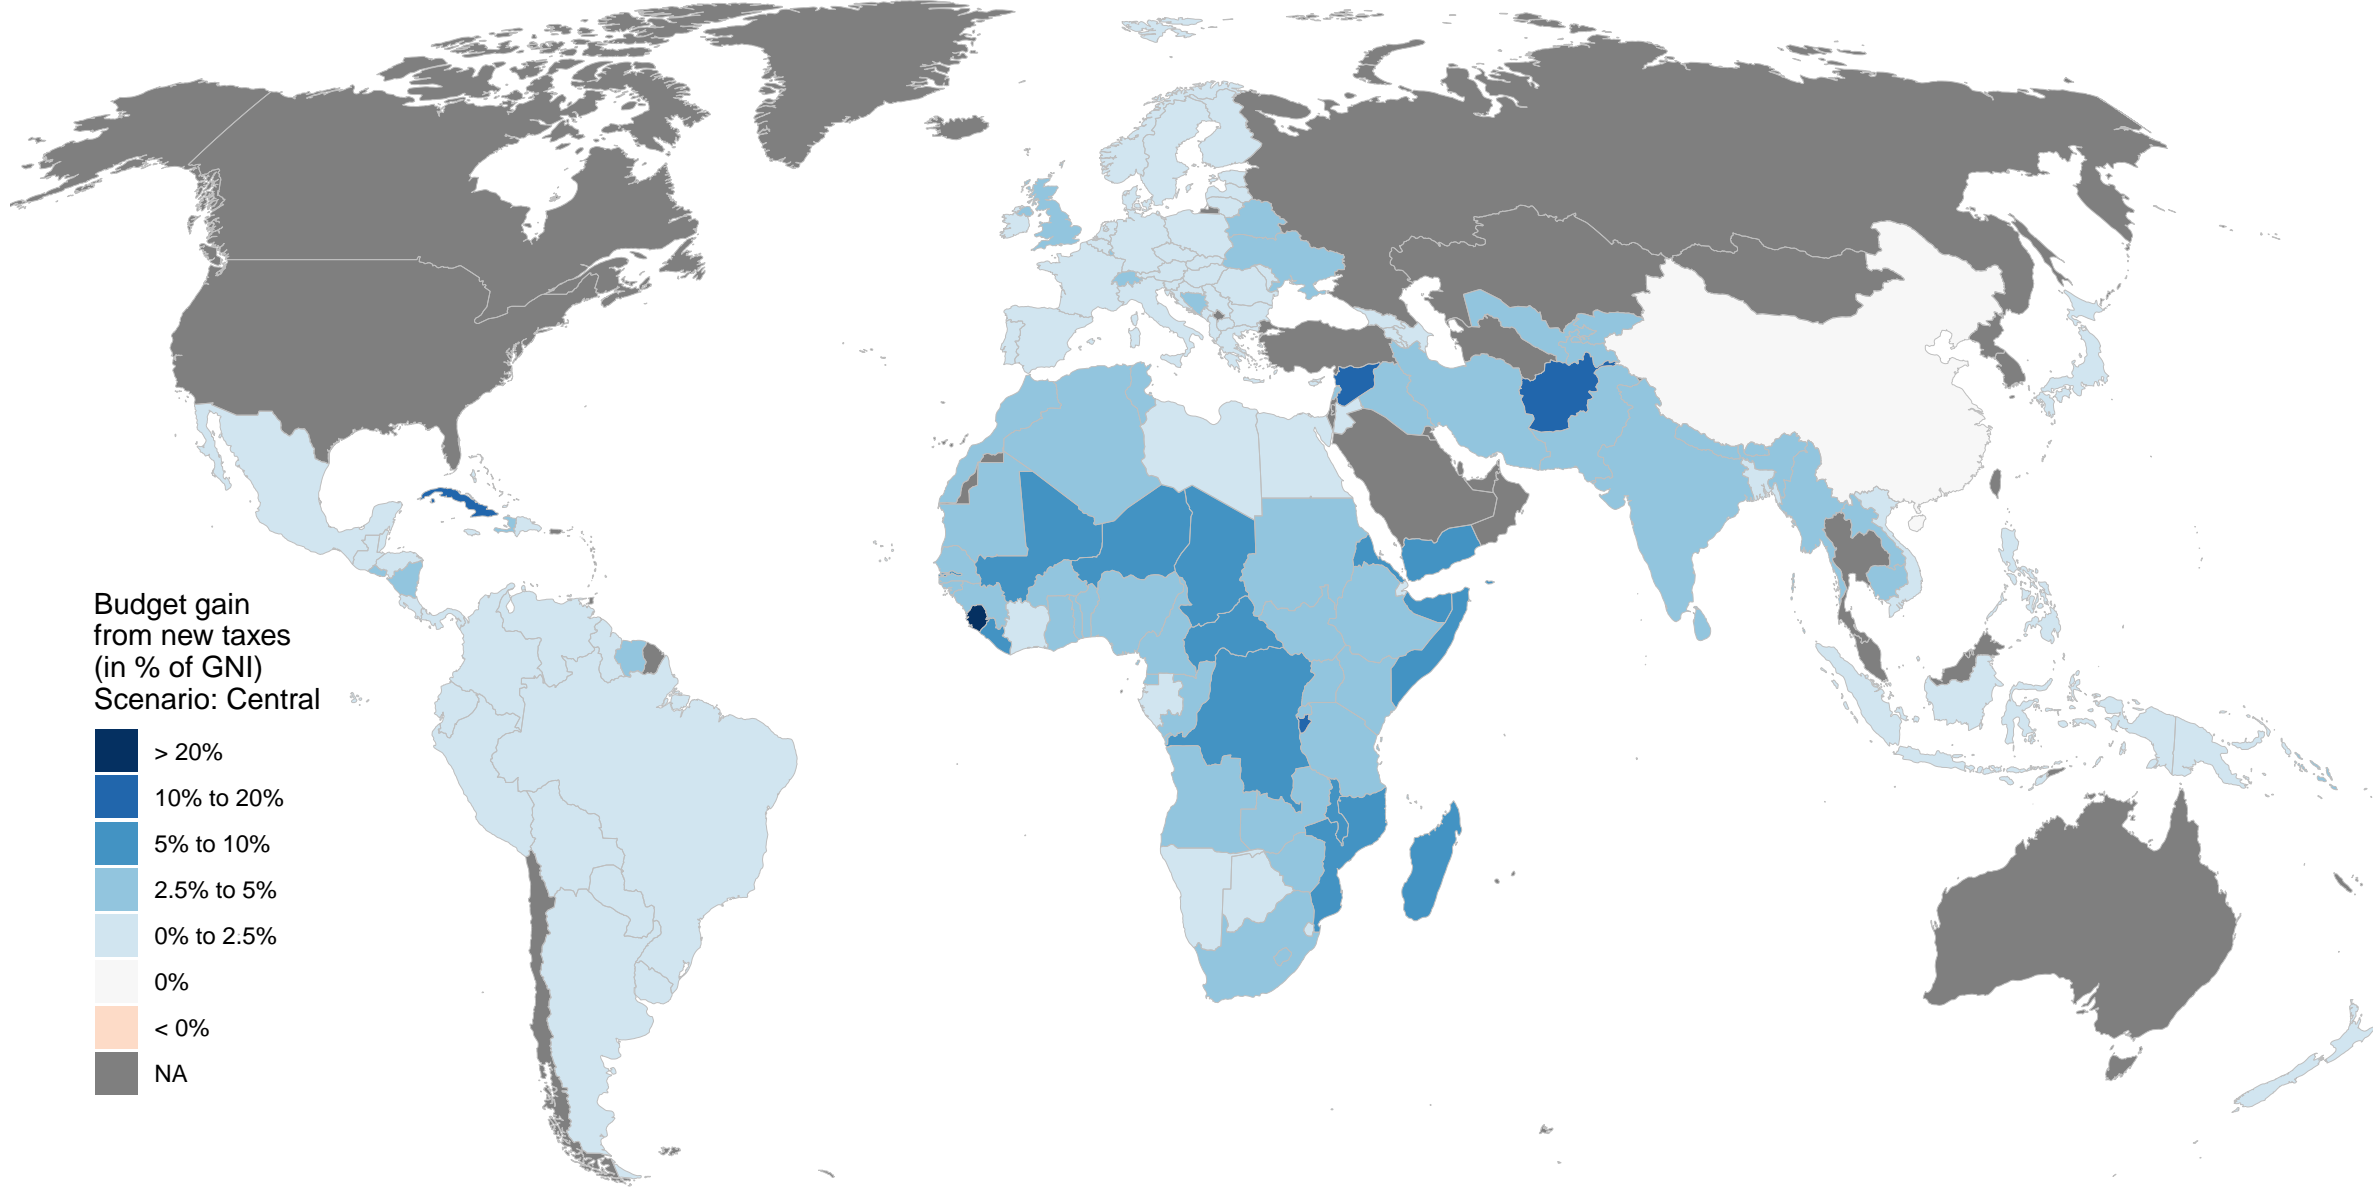 Budget gain
from new taxes
(in % of GNI)
Scenario: Central
> 20%
10% to 20%
5% to 10%
2.5% to 5%
0% to 2.5%
0%
< 0%
NA